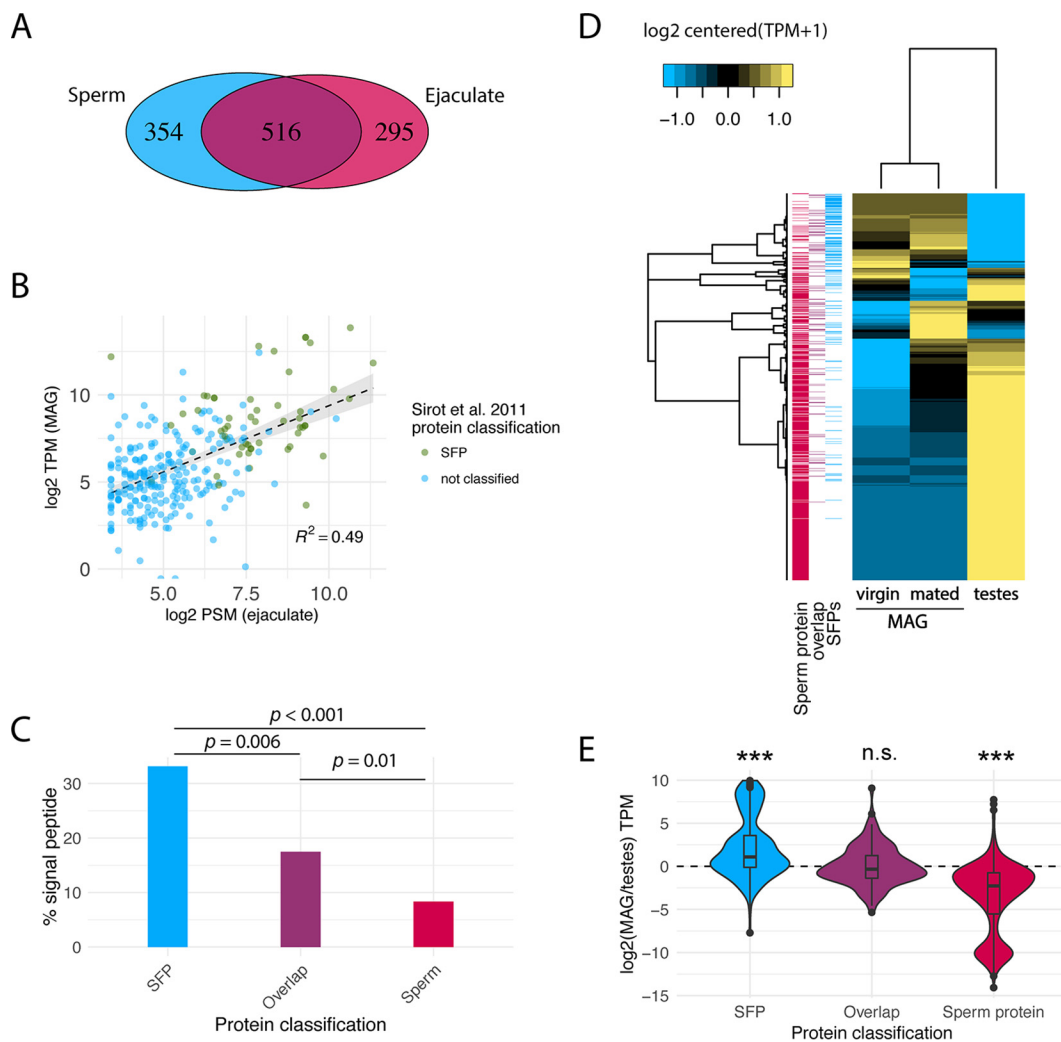 A
Sperm
Ejaculate
354
516
295
B
log2 TPM (MAG)
10
5
0
5.0
7.5
10.0
log2 PSM (ejaculate)
R² = 0.49
Sirot et al. 2011
protein classification
SFP
not classified
C
p < 0.001
p = 0.006
p = 0.01
% signal peptide
30
20
10
0
SFP
Overlap
Sperm
Protein classification
D
log2 centered(TPM+1)
−1.0
0.0
1.0
Sperm protein
overlap
SFPs
virgin
mated
testes
MAG
E
***
n.s.
***
log2(MAG/testes) TPM
10
5
0
−5
−10
−15
SFP
Overlap
Sperm protein
Protein classification